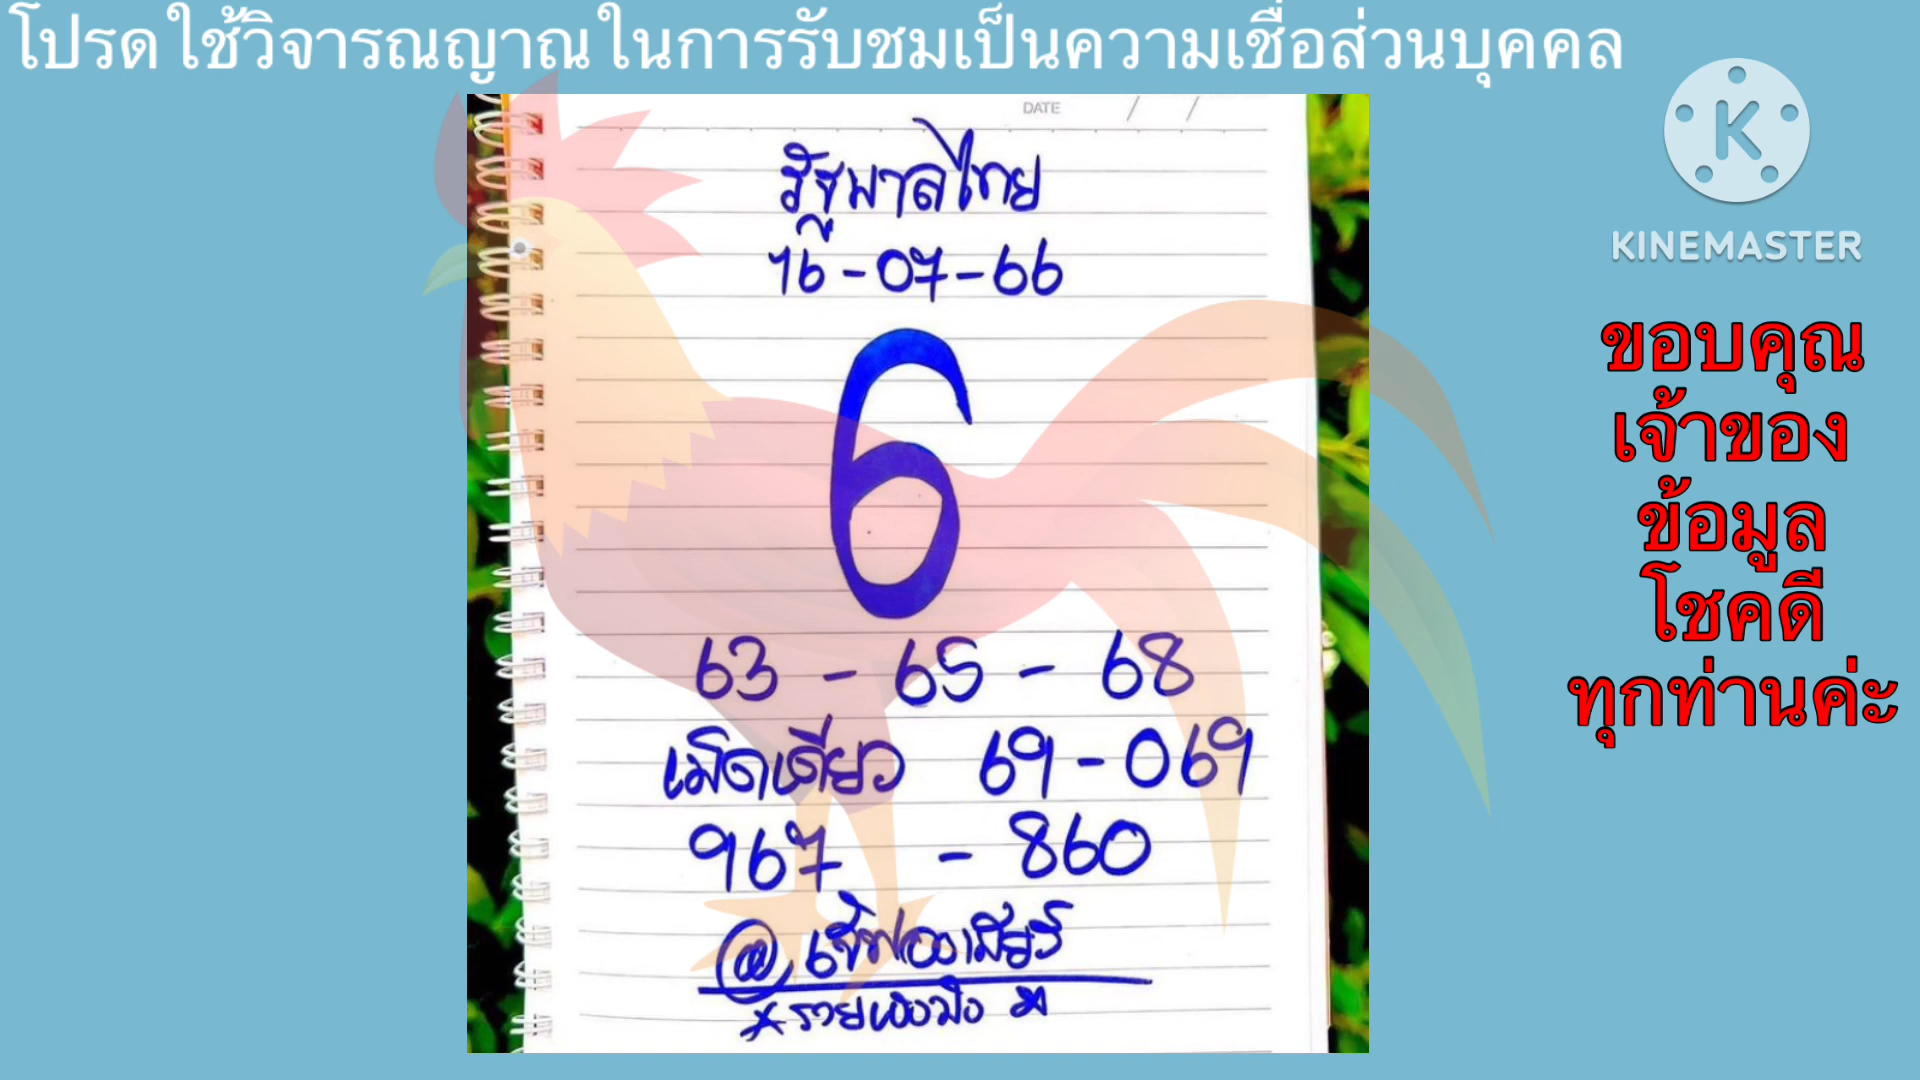 โปรดใช้วิจารณญาณในการรับชมเป็นความเชื่อส่วนบุคคล
DATE / /
รัฐบาลไทย
16-07-66
6
63 - 65 - 68
เม็ดเดียว 69-069
967 - 860
KINEMASTER
ขอบคุณ
เจ้าของ
ข้อมูล
โชคดี
ทุกท่านค่ะ